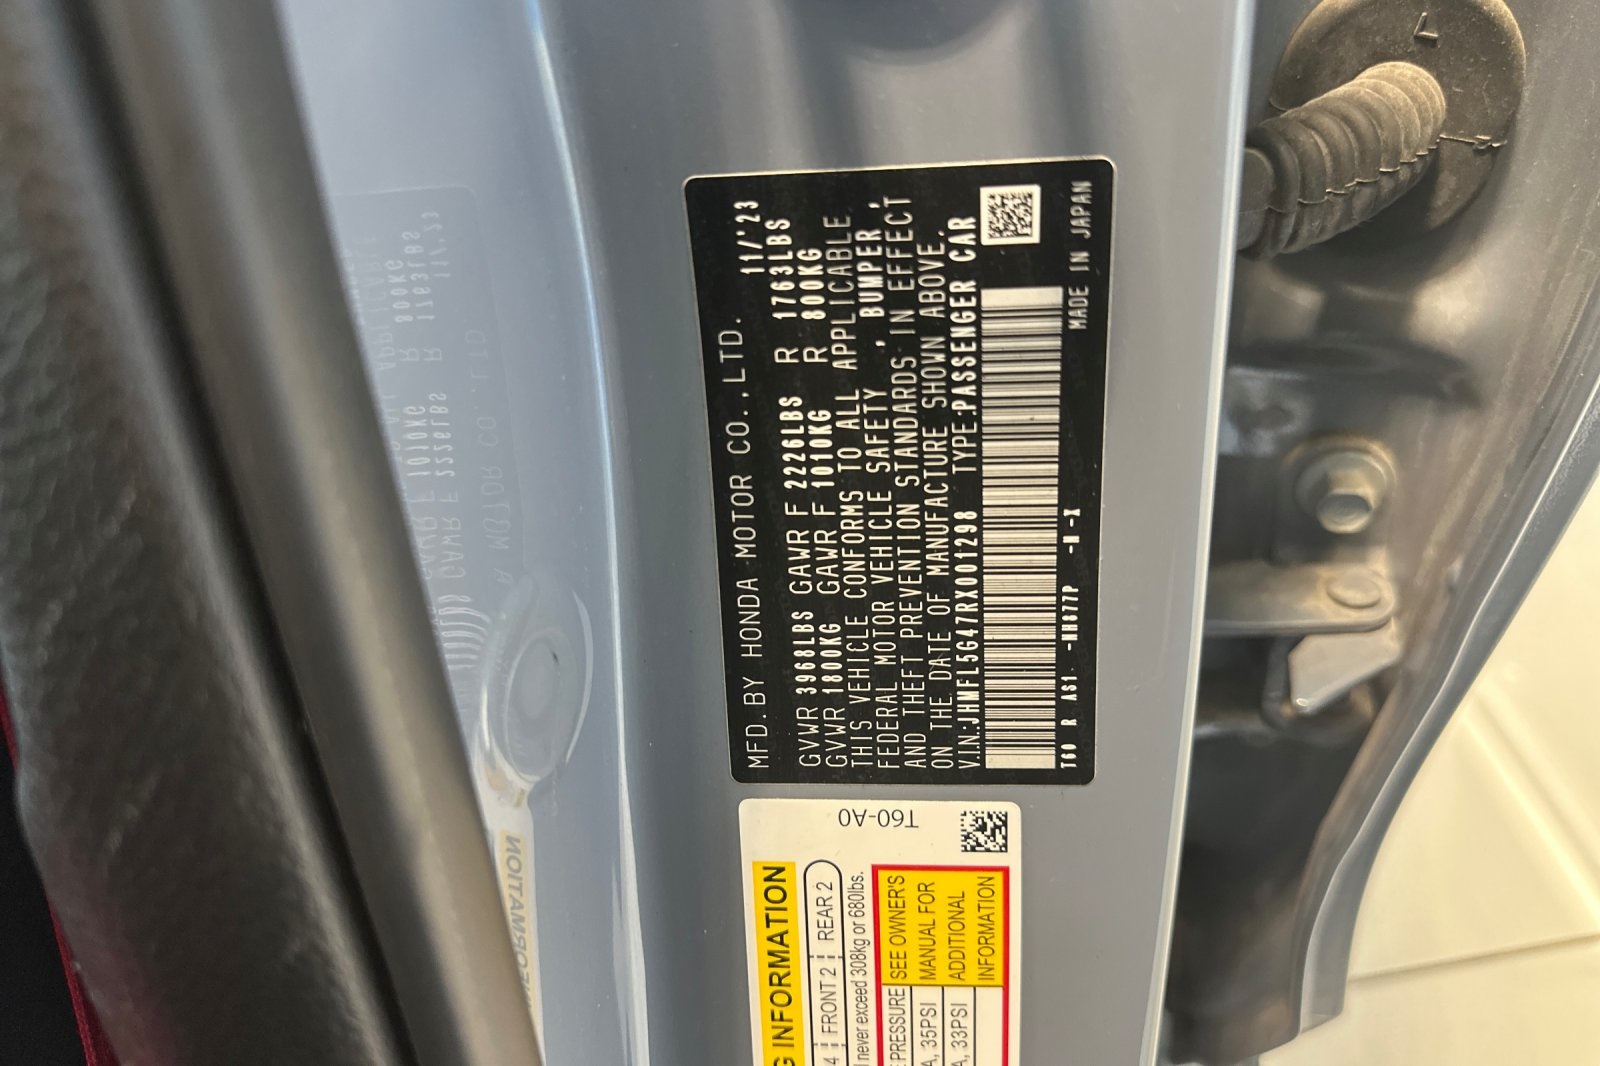 MFD.BY HONDA MOTOR CO.,LTD. 11/'23
GVWR 3968LBS GAWR F 2226LBS R 1763LBS
GVWR 1800KG GAWR F 1010KG R 800KG
THIS VEHICLE CONFORMS TO ALL APPLICABLE
FEDERAL MOTOR VEHICLE SAFETY , BUMPER ,
AND THEFT PREVENTION STANDARDS IN EFFECT
ON THE DATE OF MANUFACTURE SHOWN ABOVE.
V.I.N:JHMFL5G47RX001298 TYPE:PASSENGER CAR
T60 R AS1 -NH877P -N -X MADE IN JAPAN
T60-A0
INFORMATION
4 FRONT 2 REAR 2
never exceed 308kg or 680lbs.
PRESSURE SEE OWNER'S
35PSI MANUAL FOR
33PSI ADDITIONAL
INFORMATION
L